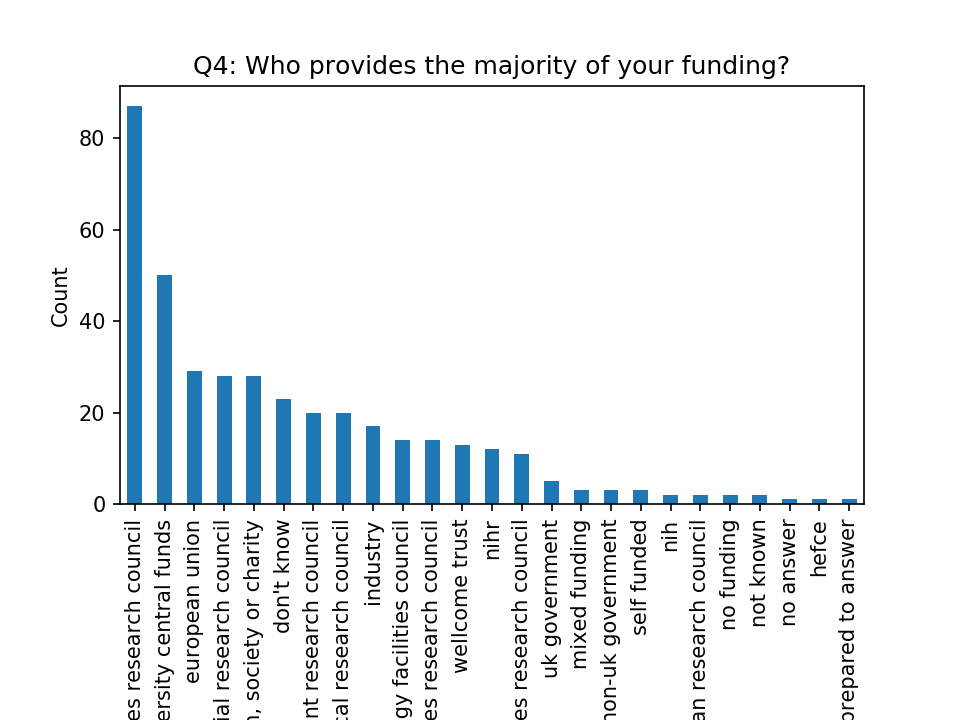 Q4: Who provides the majority of your funding?
Count
80
60
40
20
0
es research council
ersity central funds
european union
ial research council
, society or charity
don't know
nt research council
cal research council
industry
gy facilities council
es research council
wellcome trust
nihr
es research council
uk government
mixed funding
non-uk government
self funded
nih
an research council
no funding
not known
no answer
hefce
prepared to answer